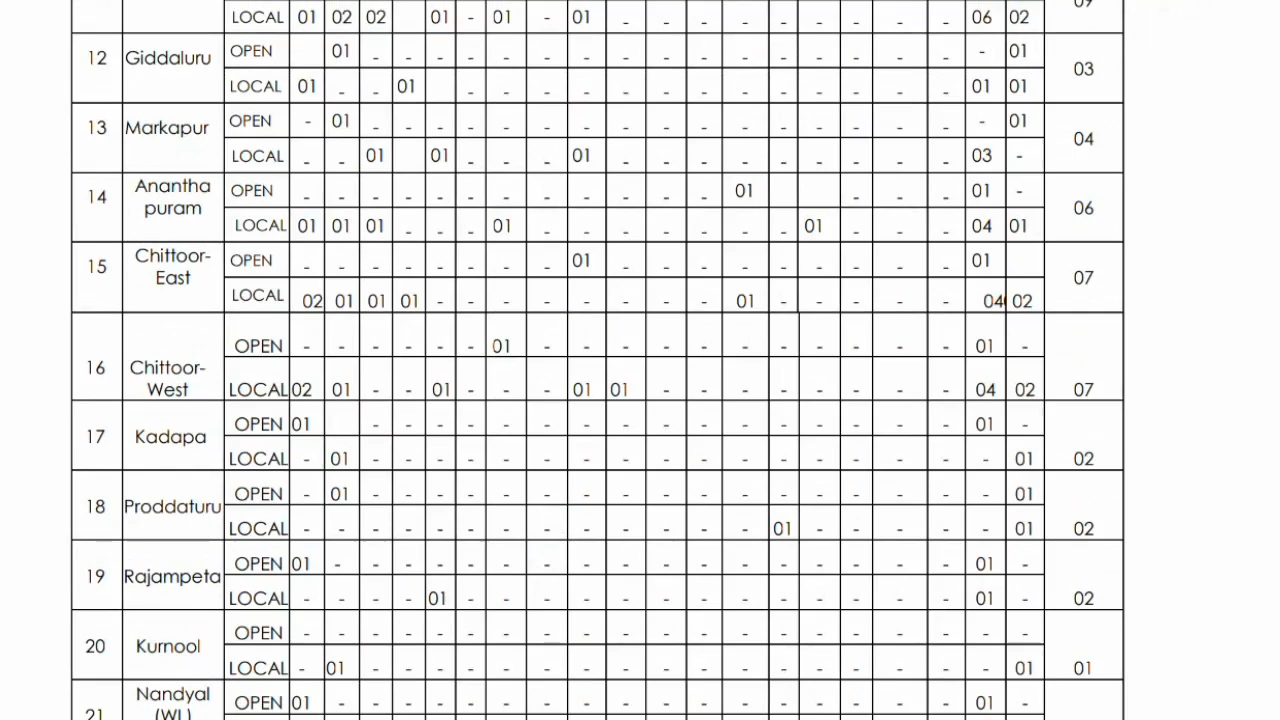 09
LOCAL 01 02 02 01 - 01 - 01 - - - - - - - - 06 02
12 Giddaluru OPEN 01 - - - - - - - - - - - - - - - - 01 03
LOCAL 01 - - 01 - - - - - - - - - - - - 01 01
13 Markapur OPEN - 01 - - - - - - - - - - - - - - - - 01 04
LOCAL - - 01 01 - - - 01 - - - - - - - - 03 -
14 Anantha
puram OPEN - - - - - - - - - - - - 01 - - - 01 - 06
LOCAL 01 01 01 - - - 01 - - - - - - - 01 - - 04 01
15 Chittoor-
East OPEN - - - - - - - - 01 - - - - - - - - 01 07
LOCAL 02 01 01 01 - - - - - - - - 01 - - - - 04 02
16 Chittoor-
West OPEN - - - - - - 01 - - - - - - - - - - 01 -
LOCAL 02 01 - - 01 - - - 01 01 - - - - - - - 04 02 07
17 Kadapa OPEN 01 - - - - - - - - - - - - - - - 01 -
LOCAL - 01 - - - - - - - - - - - - - - - - 01 02
18 Proddaturu OPEN - 01 - - - - - - - - - - - - - - - 01
LOCAL - - - - - - - - - - - - - 01 - - - - 01 02
19 Rajampeta OPEN 01 - - - - - - - - - - - - - - - - 01 -
LOCAL - - - - 01 - - - - - - - - - - - - 01 - 02
20 Kurnool OPEN - - - - - - - - - - - - - - - - - - -
LOCAL - 01 - - - - - - - - - - - - - - - - 01 01
21 Nandyal
(WL) OPEN 01 - - - - - - - - - - - - - - - - 01 -